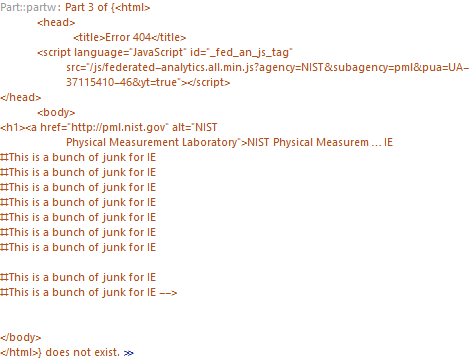 Part::partw : Part 3 of {<html>
<head>
<title>Error 404</title>
<script language="JavaScript" id="_fed_an_js_tag"
src="/js/federated-analytics.all.min.js?agency=NIST&subagency=pml&pua=UA-
37115410-46&yt=true"></script>
</head>
<body>
<h1><a href="http://pml.nist.gov" alt="NIST
Physical Measurement Laboratory">NIST Physical Measurem ... IE
‡‡This is a bunch of junk for IE
‡‡This is a bunch of junk for IE
‡‡This is a bunch of junk for IE
‡‡This is a bunch of junk for IE
‡‡This is a bunch of junk for IE
‡‡This is a bunch of junk for IE
‡‡This is a bunch of junk for IE
‡‡This is a bunch of junk for IE
‡‡This is a bunch of junk for IE -->
</body>
</html>} does not exist. ≫